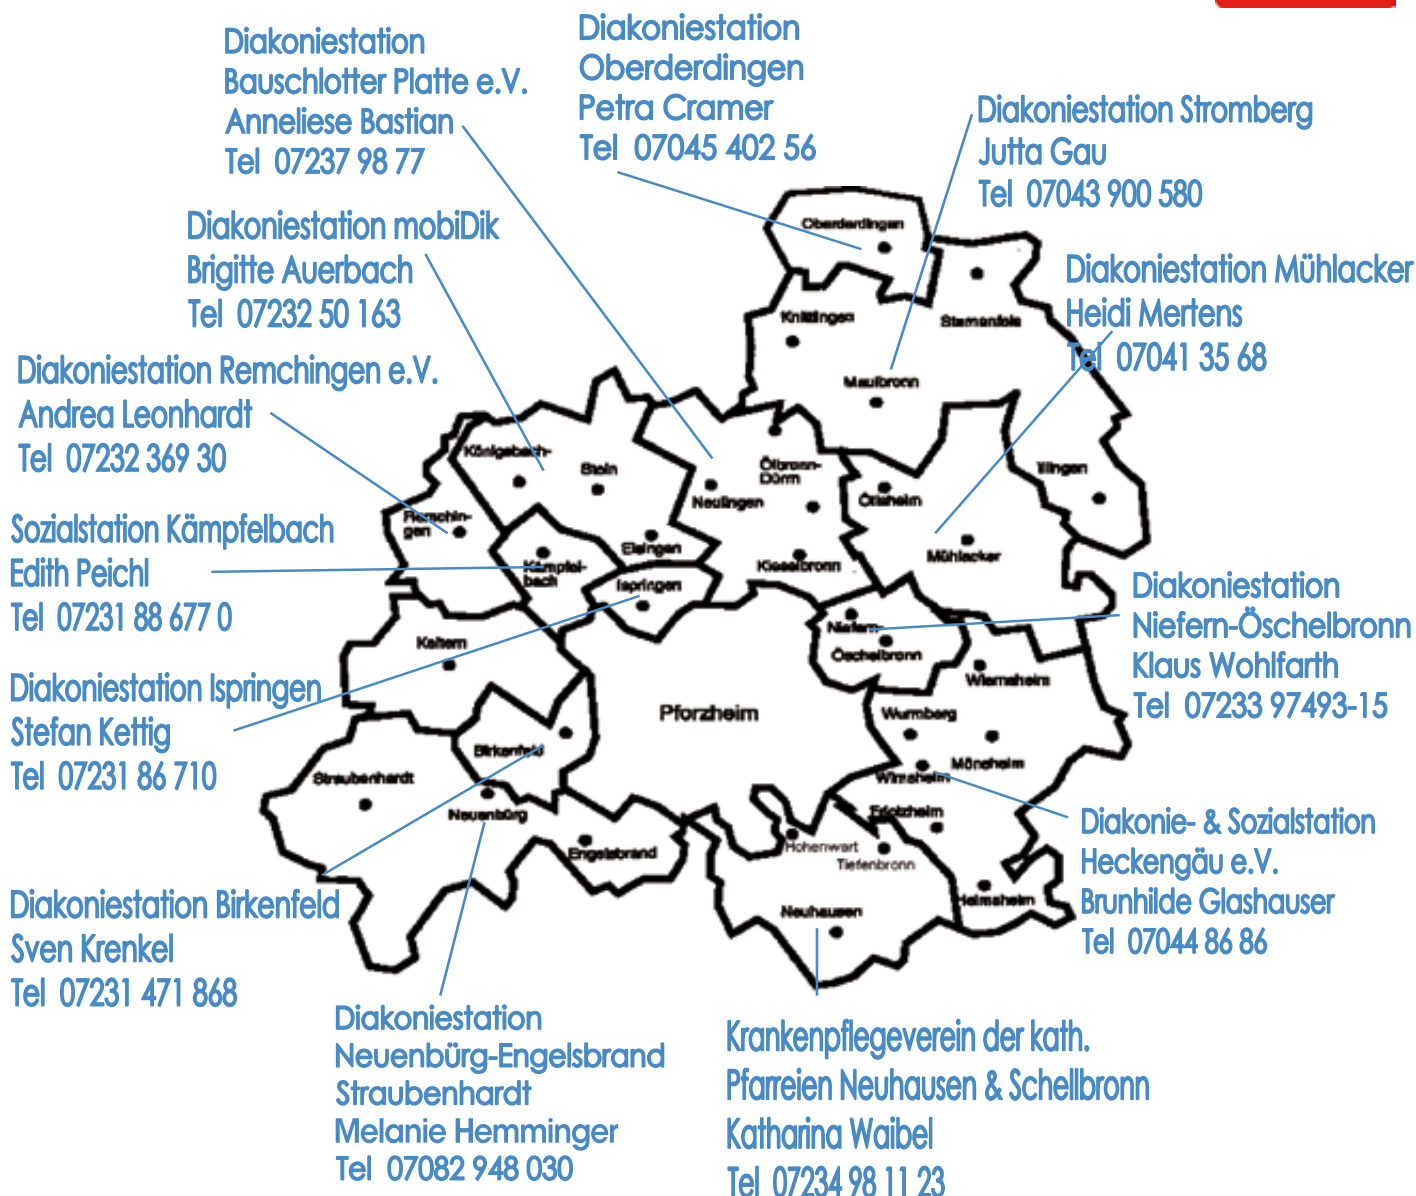 Diakoniestation
Bauschlotter Platte e.V.
Anneliese Bastian
Tel 07237 98 77
Diakoniestation
Oberderdingen
Petra Cramer
Tel 07045 402 56
Diakoniestation Stromberg
Jutta Gau
Tel 07043 900 580
Diakoniestation mobiDik
Brigitte Auerbach
Tel 07232 50 163
Diakoniestation Mühlacker
Heidi Mertens
Tel 07041 35 68
Diakoniestation Remchingen e.V.
Andrea Leonhardt
Tel 07232 369 30
Sozialstation Kämpfelbach
Edith Peichl
Tel 07231 88 677 0
Diakoniestation
Niefern-Öschelbronn
Klaus Wohlfarth
Tel 07233 97493-15
Diakoniestation Ispringen
Stefan Kettig
Tel 07231 86 710
Diakonie- & Sozialstation
Heckengäu e.V.
Brunhilde Glashauser
Tel 07044 86 86
Diakoniestation Birkenfeld
Sven Krenkel
Tel 07231 471 868
Diakoniestation
Neuenbürg-Engelsbrand
Straubenhardt
Melanie Hemminger
Tel 07082 948 030
Krankenpflegeverein der kath.
Pfarreien Neuhausen & Schellbronn
Katharina Waibel
Tel 07234 98 11 23
Oberderdingen
Knittlingen
Sternenfels
Maulbronn
Königsbach-
Stein
Ölbronn-
Dürrn
Neulingen
Illingen
Ötisheim
Remchin-
gen
Eisingen
Mühlacker
Kämpfel-
bach
Kieselbronn
Ispringen
Niefern-
Öschelbronn
Keltern
Wiernsheim
Pforzheim
Wurmberg
Birkenfeld
Mönsheim
Straubenhardt
Wimsheim
Neuenbürg
Friolzheim
Engelsbrand
Hohenwart
Tiefenbronn
Heimsheim
Neuhausen